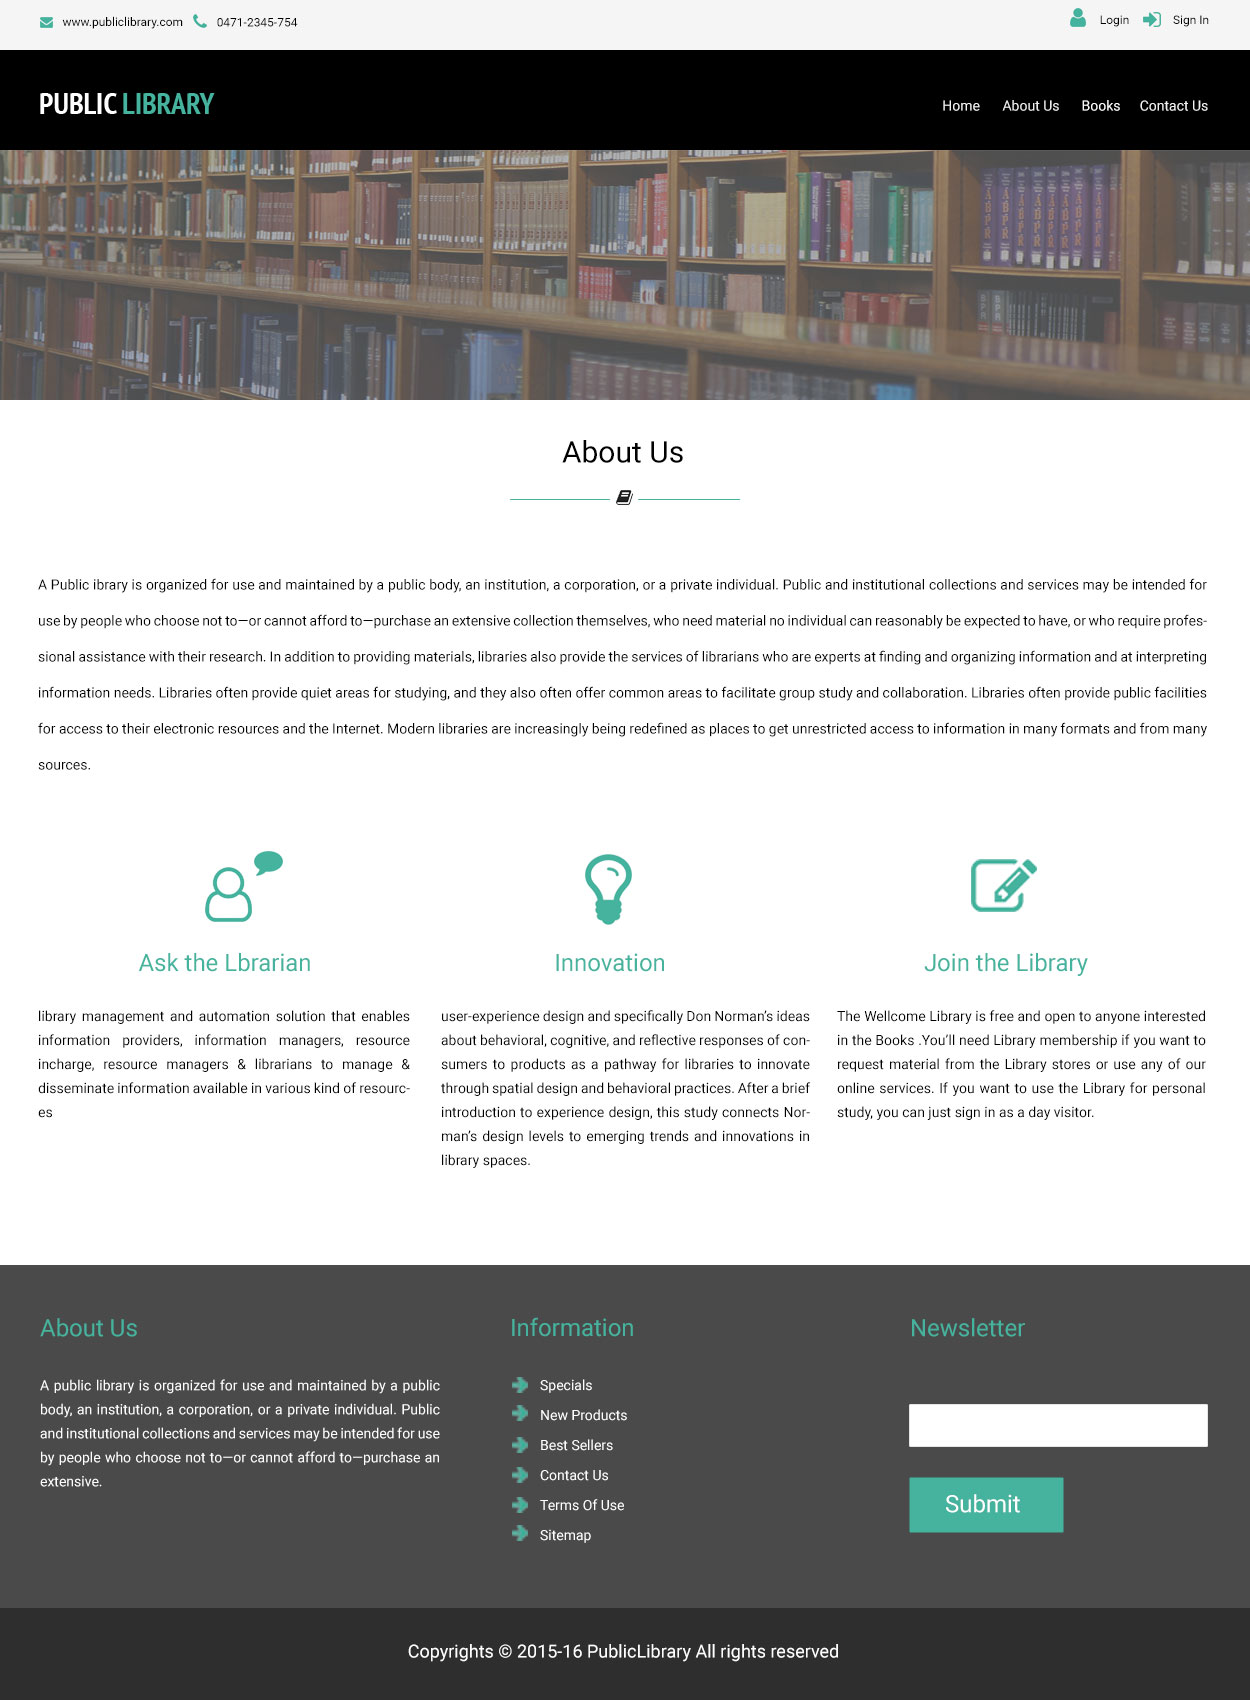 www.publiclibrary.com 0471-2345-754 Login Sign In
PUBLIC LIBRARY
Home About Us Books Contact Us
About Us
A Public ibrary is organized for use and maintained by a public body, an institution, a corporation, or a private individual. Public and institutional collections and services may be intended for
use by people who choose not to—or cannot afford to—purchase an extensive collection themselves, who need material no individual can reasonably be expected to have, or who require profes-
sional assistance with their research. In addition to providing materials, libraries also provide the services of librarians who are experts at finding and organizing information and at interpreting
information needs. Libraries often provide quiet areas for studying, and they also often offer common areas to facilitate group study and collaboration. Libraries often provide public facilities
for access to their electronic resources and the Internet. Modern libraries are increasingly being redefined as places to get unrestricted access to information in many formats and from many
sources.
Ask the Lbrarian
library management and automation solution that enables
information providers, information managers, resource
incharge, resource managers & librarians to manage &
disseminate information available in various kind of resourc-
es
Innovation
user-experience design and specifically Don Norman's ideas
about behavioral, cognitive, and reflective responses of con-
sumers to products as a pathway for libraries to innovate
through spatial design and behavioral practices. After a brief
introduction to experience design, this study connects Nor-
man's design levels to emerging trends and innovations in
library spaces.
Join the Library
The Wellcome Library is free and open to anyone interested
in the Books .You'll need Library membership if you want to
request material from the Library stores or use any of our
online services. If you want to use the Library for personal
study, you can just sign in as a day visitor.
About Us
A public library is organized for use and maintained by a public
body, an institution, a corporation, or a private individual. Public
and institutional collections and services may be intended for use
by people who choose not to—or cannot afford to—purchase an
extensive.
Information
Specials
New Products
Best Sellers
Contact Us
Terms Of Use
Sitemap
Newsletter
Submit
Copyrights © 2015-16 PublicLibrary All rights reserved